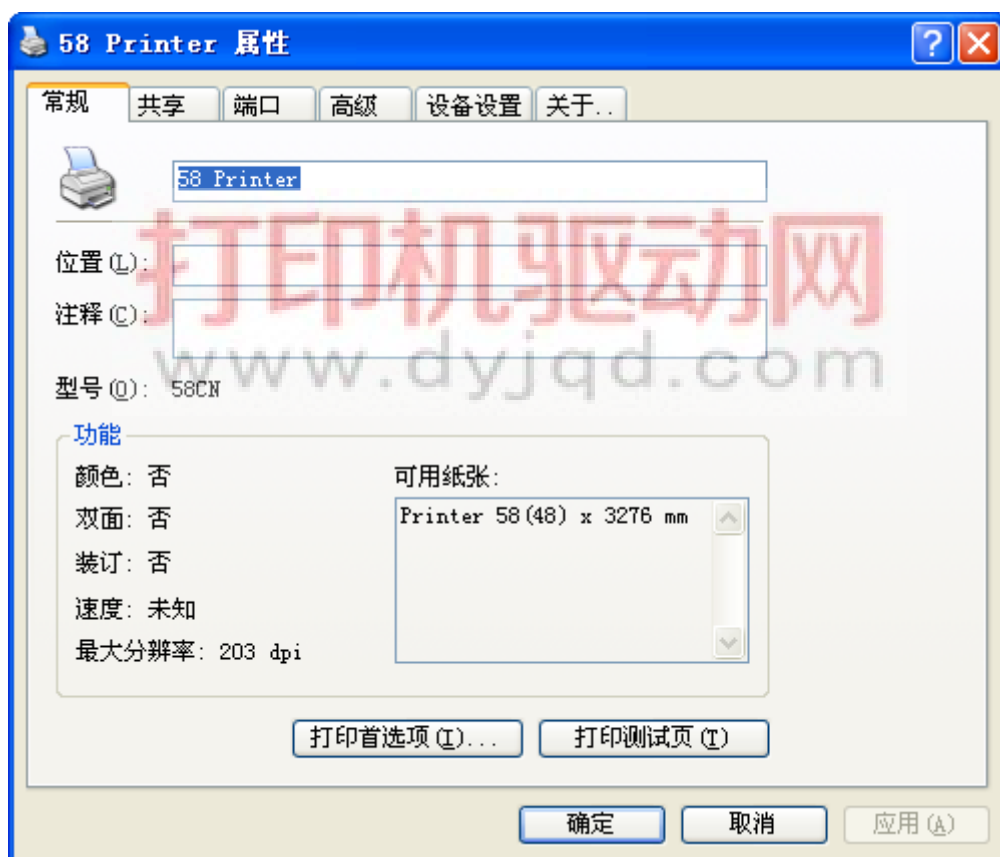 58 Printer 属性
常规 共享 端口 高级 设备设置 关于..
58 Printer
打印机驱动网
位置(L):
注释(C):
www.dyjqd.com
型号(O): 58CN
功能
颜色: 否 可用纸张:
双面: 否 Printer 58(48) x 3276 mm
装订: 否
速度: 未知
最大分辨率: 203 dpi
打印首选项(I)... 打印测试页(T)
确定 取消 应用(A)